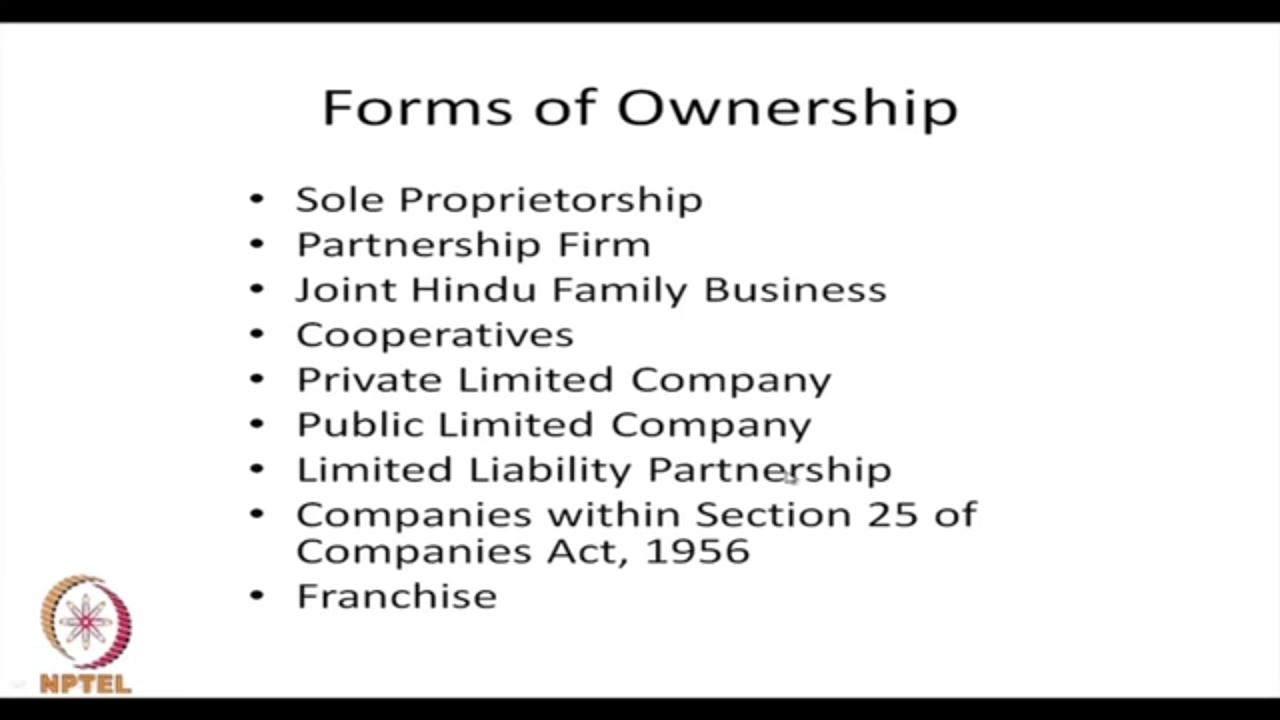 Forms of Ownership
• Sole Proprietorship
• Partnership Firm
• Joint Hindu Family Business
• Cooperatives
• Private Limited Company
• Public Limited Company
• Limited Liability Partnership
• Companies within Section 25 of
Companies Act, 1956
• Franchise
NPTEL